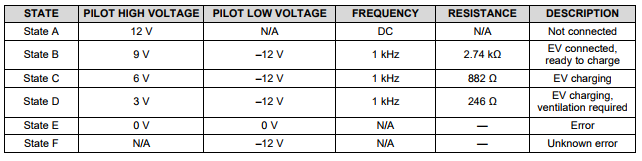 STATE PILOT HIGH VOLTAGE PILOT LOW VOLTAGE FREQUENCY RESISTANCE DESCRIPTION
State A 12 V N/A DC N/A Not connected
State B 9 V –12 V 1 kHz 2.74 kΩ EV connected,
ready to charge
State C 6 V –12 V 1 kHz 882 Ω EV charging
State D 3 V –12 V 1 kHz 246 Ω EV charging,
ventilation required
State E 0 V 0 V N/A — Error
State F N/A –12 V N/A — Unknown error